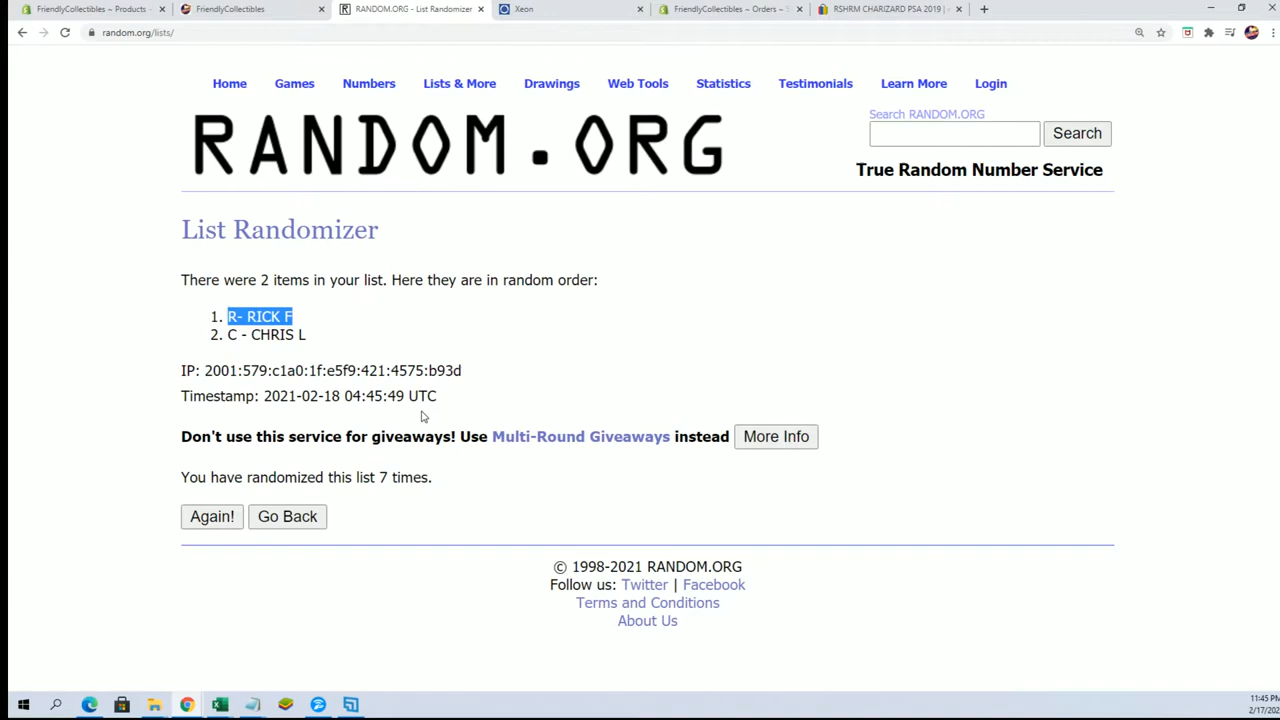 FriendlyCollectibles ~ Products ~
FriendlyCollectibles
RANDOM.ORG - List Randomizer
Xeon
FriendlyCollectibles ~ Orders ~ S
RSHRM CHARIZARD PSA 2019 |
random.org/lists/
Home Games Numbers Lists & More Drawings Web Tools Statistics Testimonials Learn More Login
RANDOM.ORG
Search RANDOM.ORG
Search
True Random Number Service
List Randomizer
There were 2 items in your list. Here they are in random order:
1. R- RICK F
2. C - CHRIS L
IP: 2001:579:c1a0:1f:e5f9:421:4575:b93d
Timestamp: 2021-02-18 04:45:49 UTC
Don't use this service for giveaways! Use Multi-Round Giveaways instead More Info
You have randomized this list 7 times.
Again! Go Back
© 1998-2021 RANDOM.ORG
Follow us: Twitter | Facebook
Terms and Conditions
About Us
11:45 PM
2/17/202